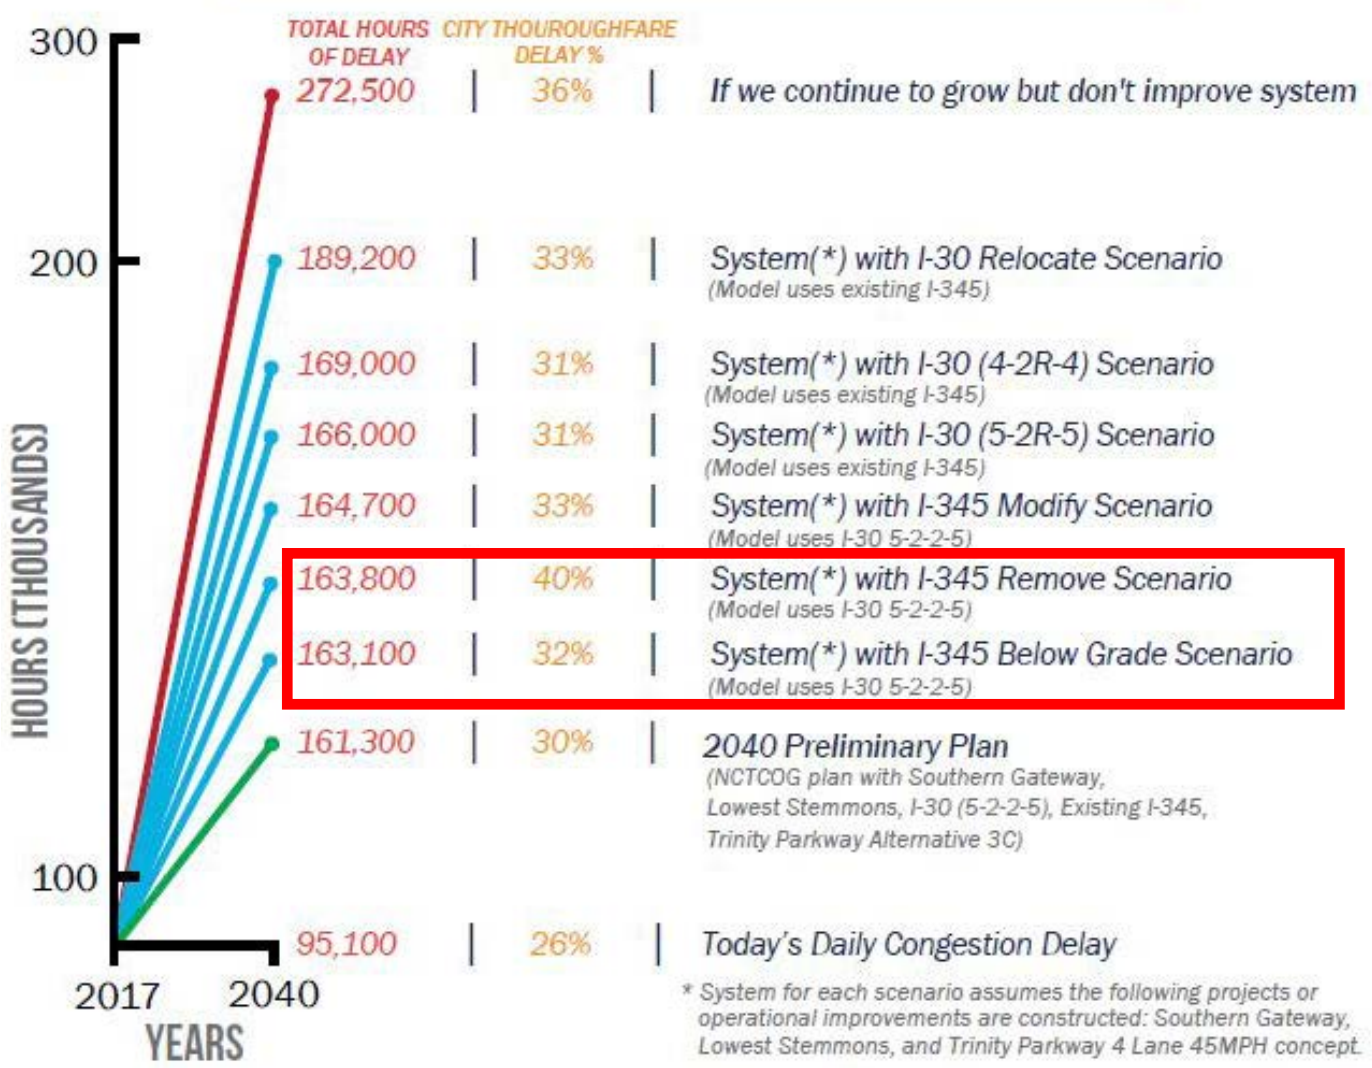 TOTAL HOURS OF DELAY
CITY THOUROUGHFARE DELAY %
300
272,500 | 36% | If we continue to grow but don't improve system
200
189,200 | 33% | System(*) with I-30 Relocate Scenario
(Model uses existing I-345)
169,000 | 31% | System(*) with I-30 (4-2R-4) Scenario
(Model uses existing I-345)
166,000 | 31% | System(*) with I-30 (5-2R-5) Scenario
(Model uses existing I-345)
164,700 | 33% | System(*) with I-345 Modify Scenario
(Model uses I-30 5-2-2-5)
163,800 | 40% | System(*) with I-345 Remove Scenario
(Model uses I-30 5-2-2-5)
163,100 | 32% | System(*) with I-345 Below Grade Scenario
(Model uses I-30 5-2-2-5)
161,300 | 30% | 2040 Preliminary Plan
(NCTCOG plan with Southern Gateway,
Lowest Stemmons, I-30 (5-2-2-5), Existing I-345,
Trinity Parkway Alternative 3C)
100
95,100 | 26% | Today's Daily Congestion Delay
HOURS (THOUSANDS)
2017 2040
YEARS
* System for each scenario assumes the following projects or
operational improvements are constructed: Southern Gateway,
Lowest Stemmons, and Trinity Parkway 4 Lane 45MPH concept.